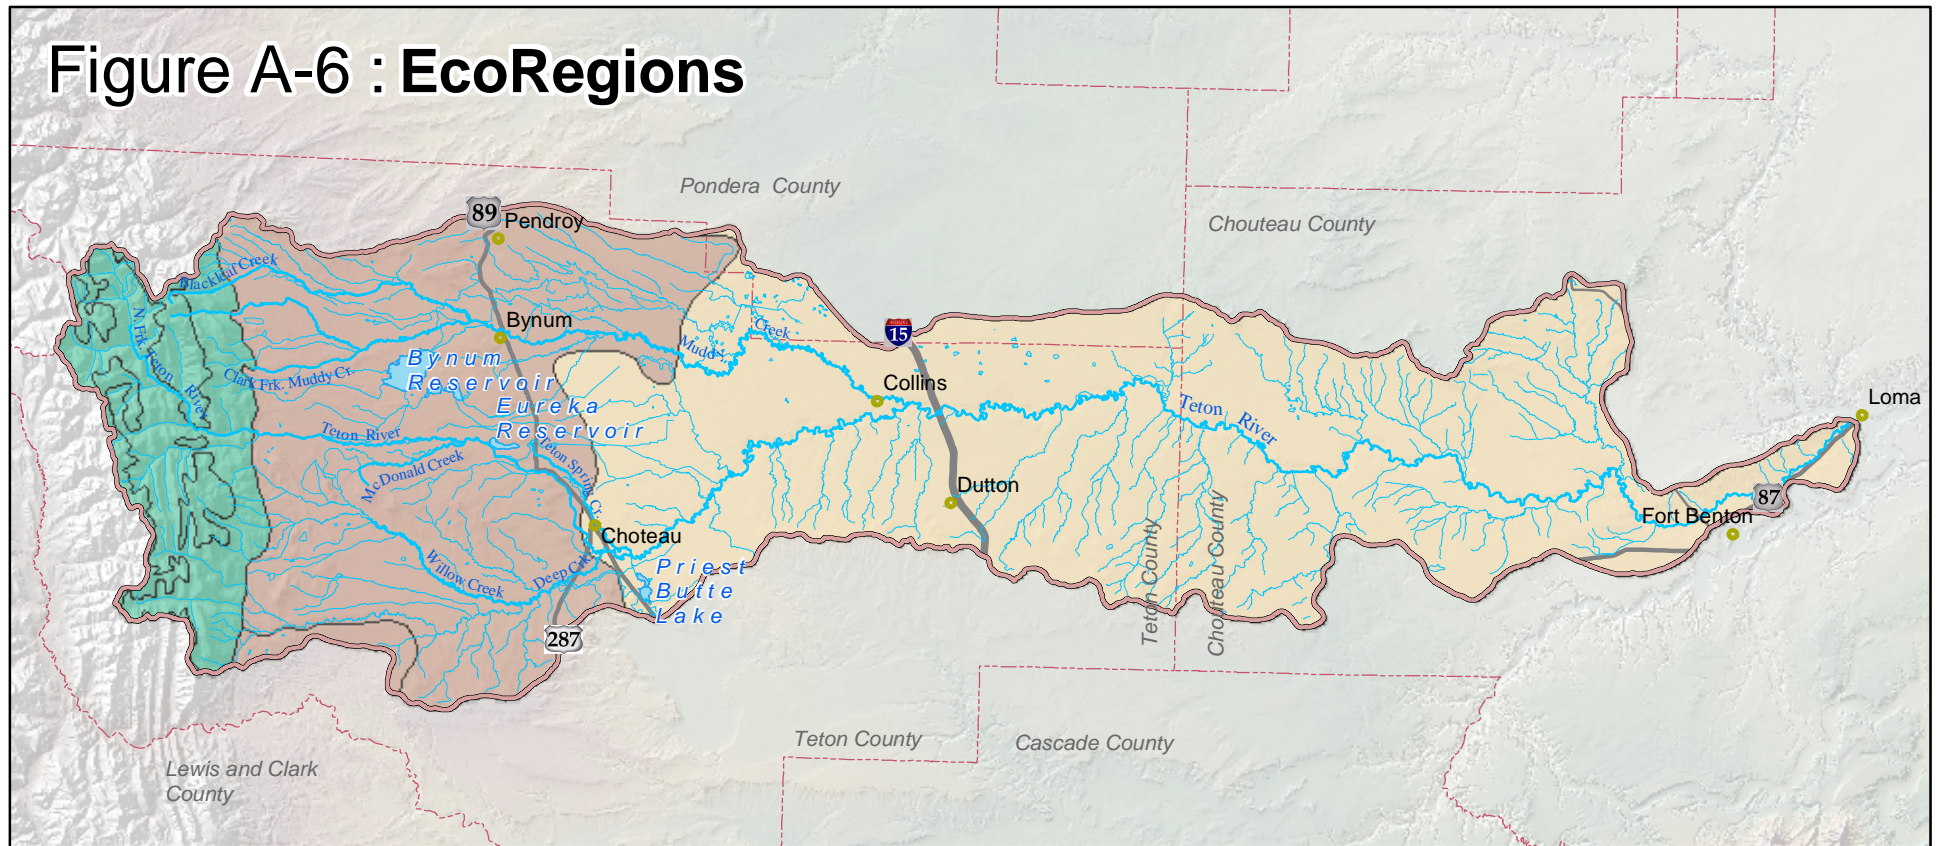 Figure A-6 : EcoRegions
Pondera County
Chouteau County
89
Pendroy
Blackleaf Creek
N. Frk. Teton River
Bynum
Creek
Muddy
15
Bynum
Reservoir
Clark Frk. Muddy Cr.
Eureka
Reservoir
Collins
Teton River
Loma
Teton River
McDonald Creek
Teton Spring Cr.
Dutton
87
Fort Benton
Choteau
Willow Creek
Deep Crk.
Priest
Butte
Lake
287
Teton County
Chouteau County
Teton County
Cascade County
Lewis and Clark
County